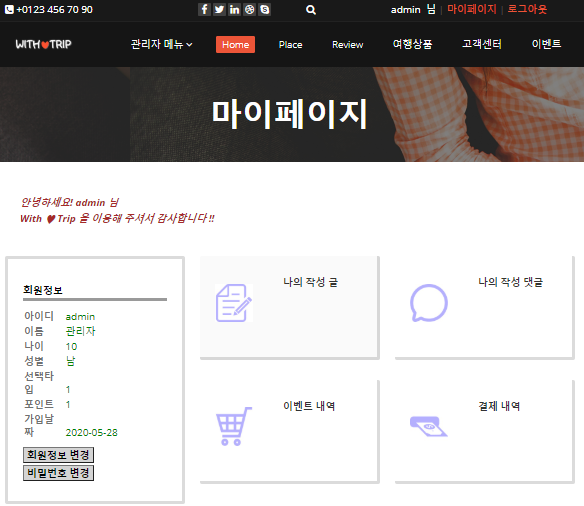 +0123 456 70 90
admin 님 | 마이페이지 | 로그아웃
WITH TRIP 관리자 메뉴 Home Place Review 여행상품 고객센터 이벤트
마이페이지
안녕하세요! admin 님
With ♥ Trip 을 이용해 주셔서 감사합니다 !!
회원정보
아이디 admin
이름 관리자
나이 10
성별 남
선택타
입 1
포인트 1
가입날
짜 2020-05-28
회원정보 변경
비밀번호 변경
나의 작성 글
나의 작성 댓글
이벤트 내역
결제 내역